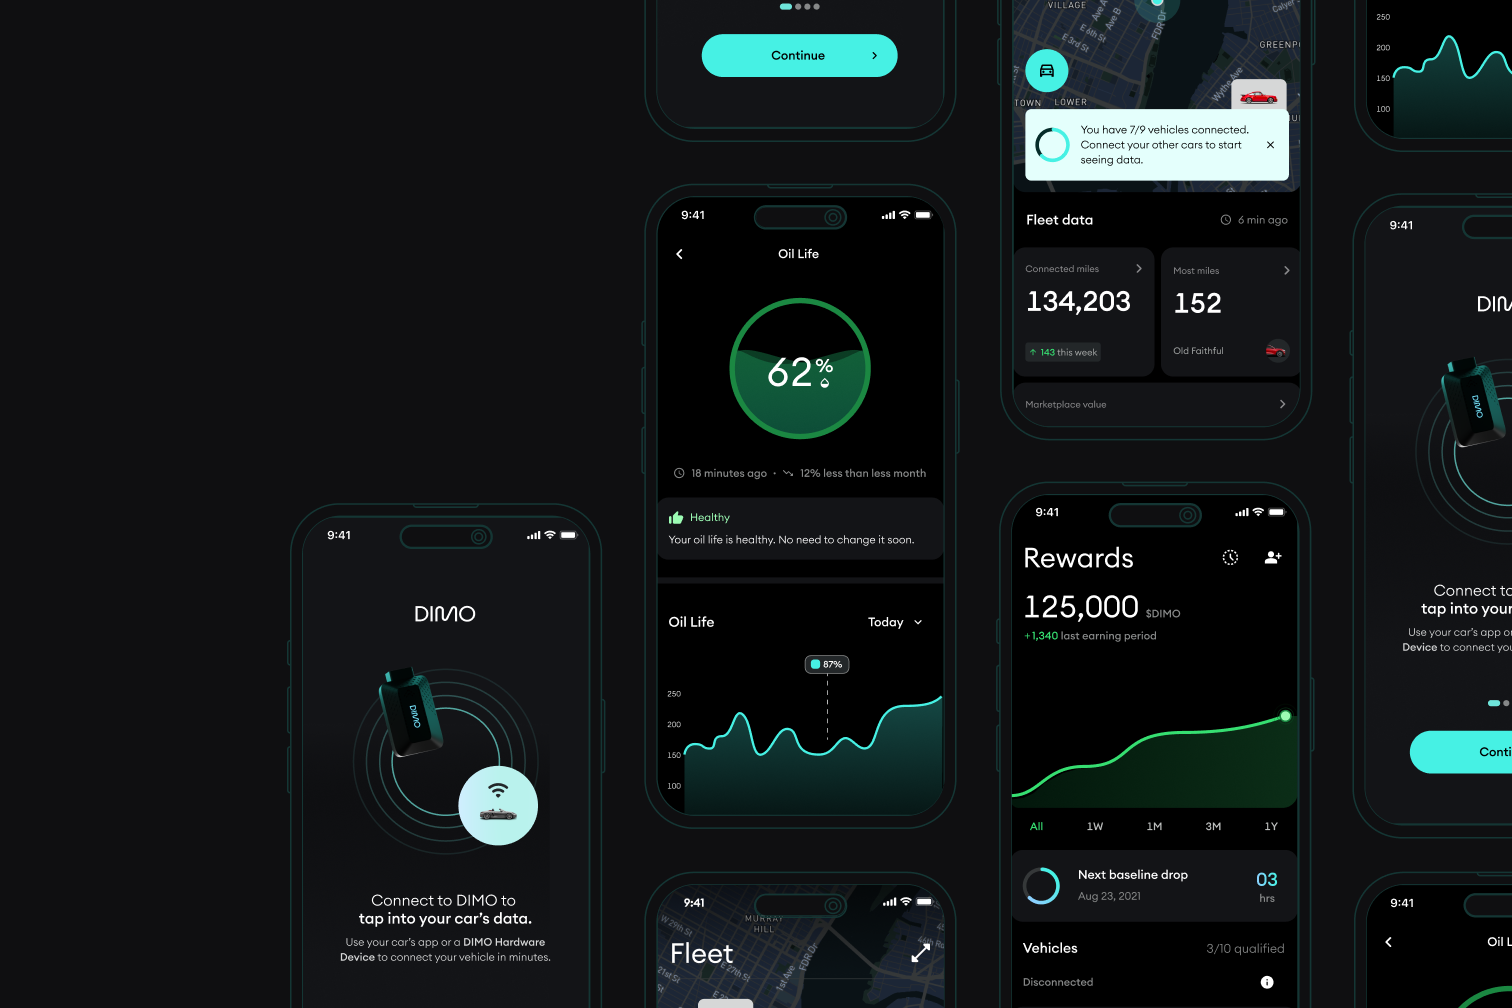 Continue
9:41
Oil Life
62%
18 minutes ago • 12% less than less month
Healthy
Your oil life is healthy. No need to change it soon.
Oil Life
Today
87%
250
200
150
100
9:41
MURRAY
HILL
Fleet
W 29th St
21st St
E 27th St
1st Ave
FDR Dr
9:41
DIMO
DIMO
Connect to DIMO to
tap into your car's data.
Use your car's app or a DIMO Hardware
Device to connect your vehicle in minutes.
VILLAGE
Ave A
Ave B
E 6th St
E 3rd St
FDR Dr
GREENP
Wythe Ave
TOWN
LOWER
You have 7/9 vehicles connected.
Connect your other cars to start
seeing data.
Fleet data
6 min ago
Connected miles
134,203
↑ 143 this week
Most miles
152
Old Faithful
Marketplace value
9:41
Rewards
125,000 $DIMO
+1,340 last earning period
All
1W
1M
3M
1Y
Next baseline drop
Aug 23, 2021
03
hrs
Vehicles
3/10 qualified
Disconnected
250
200
150
100
9:41
DIM
DIMO
Connect to
tap into your
Use your car's app o
Device to connect you
Conti
9:41
Oil L